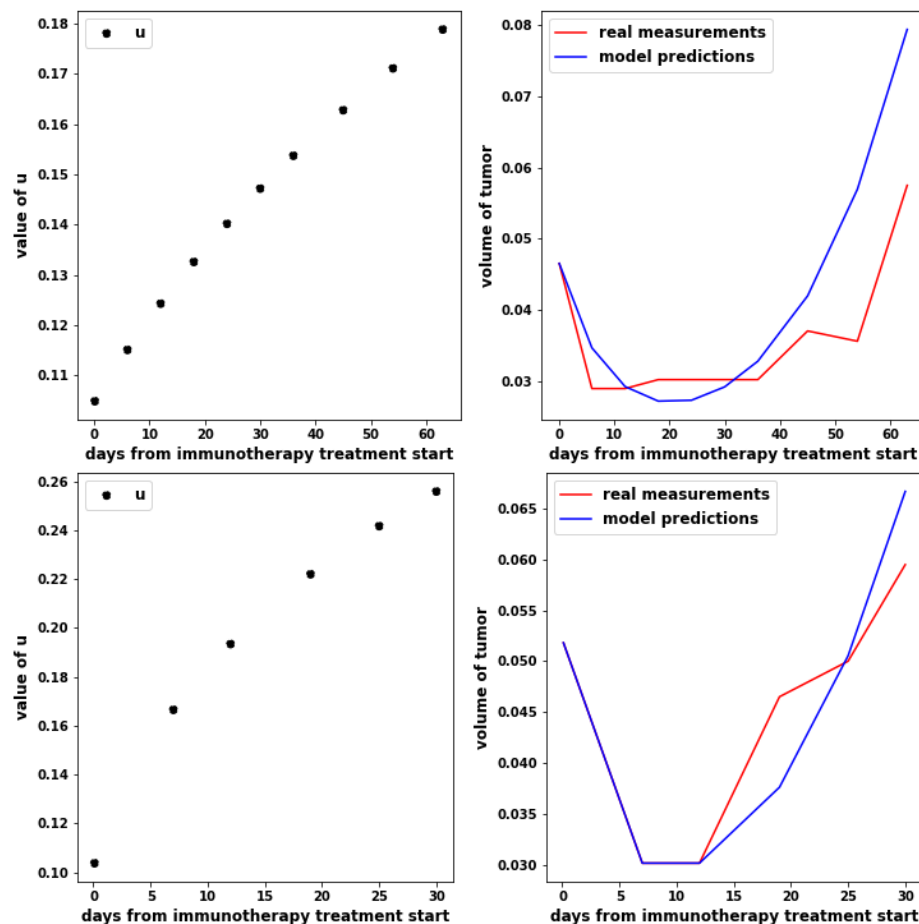 0.18
0.17
0.16
0.15
0.14
0.13
0.12
0.11
value of u
u
0 10 20 30 40 50 60
days from immunotherapy treatment start
0.08
0.07
0.06
0.05
0.04
0.03
volume of tumor
real measurements
model predictions
0 10 20 30 40 50 60
days from immunotherapy treatment start
0.26
0.24
0.22
0.20
0.18
0.16
0.14
0.12
0.10
value of u
u
0 5 10 15 20 25 30
days from immunotherapy treatment start
0.065
0.060
0.055
0.050
0.045
0.040
0.035
0.030
volume of tumor
real measurements
model predictions
0 5 10 15 20 25 30
days from immunotherapy treatment start